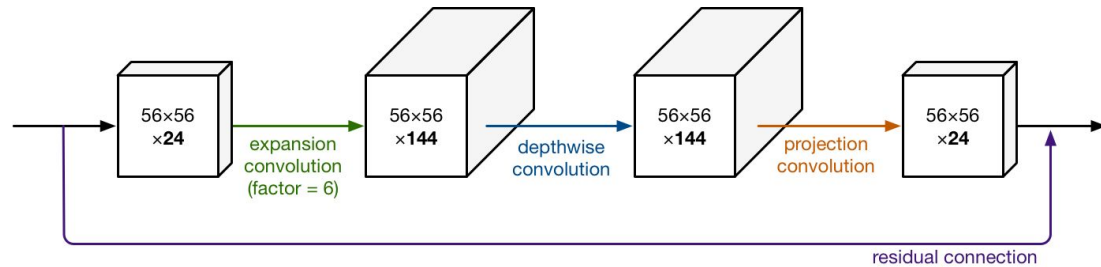 56×56
×24
expansion
convolution
(factor = 6)
56×56
×144
depthwise
convolution
56×56
×144
projection
convolution
56×56
×24
residual connection